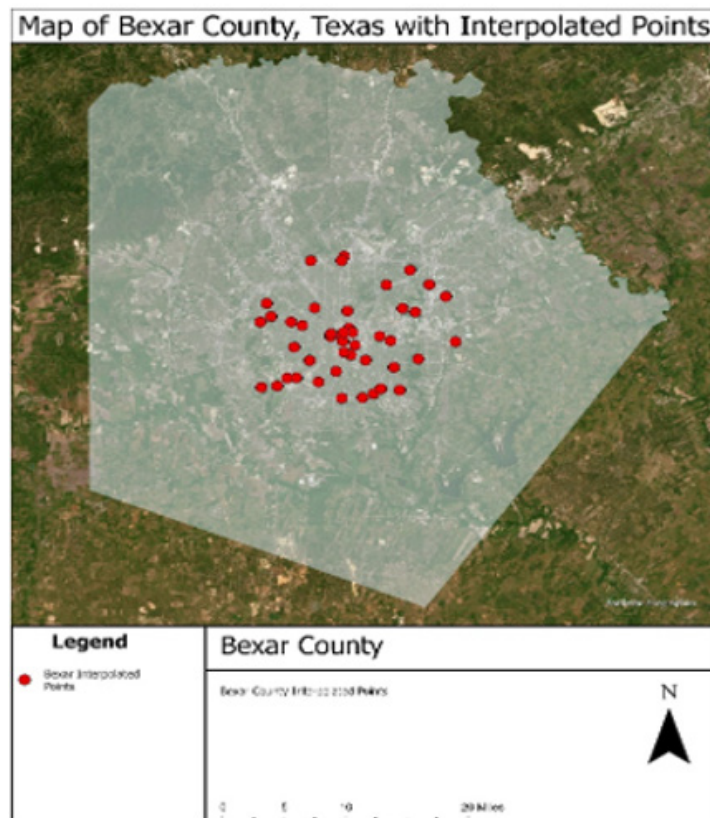 Map of Bexar County, Texas with Interpolated Points
Legend
Bexar Interpolated
Points
Bexar County
Bexar County Interpolated Points
N
0 5 10 20 Miles